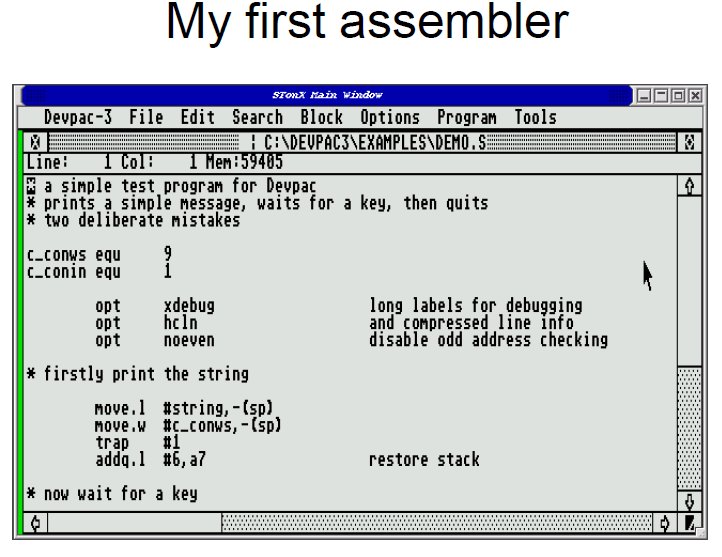 My first assembler
STonX Main Window
Devpac-3 File Edit Search Block Options Program Tools
¦ C:\DEVPAC3\EXAMPLES\DEMO.S
Line: 1 Col: 1 Mem:59405
* a simple test program for Devpac
* prints a simple message, waits for a key, then quits
* two deliberate mistakes
c_conws equ 9
c_conin equ 1
opt xdebug long labels for debugging
opt hcln and compressed line info
opt noeven disable odd address checking
* firstly print the string
move.l #string,-(sp)
move.w #c_conws,-(sp)
trap #1
addq.l #6,a7 restore stack
* now wait for a key